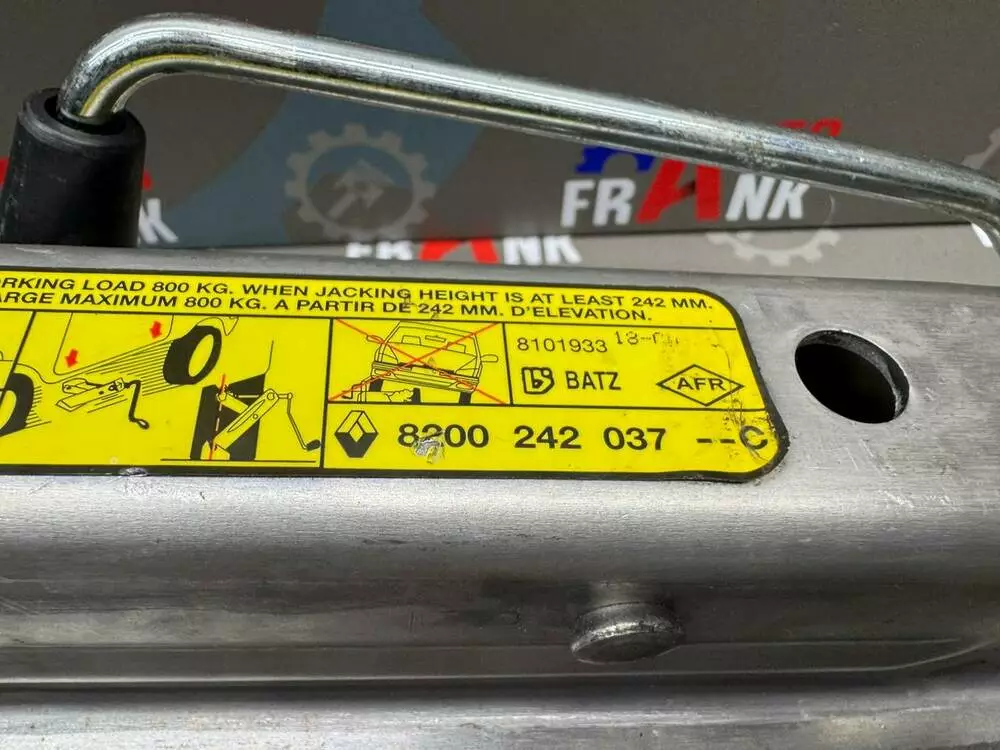 FRANK
FRANK
ORKING LOAD 800 KG. WHEN JACKING HEIGHT IS AT LEAST 242 MM.
ARGE MAXIMUM 800 KG. A PARTIR DE 242 MM. D'ELEVATION.
8101933
BATZ
AFR
8200 242 037 --C